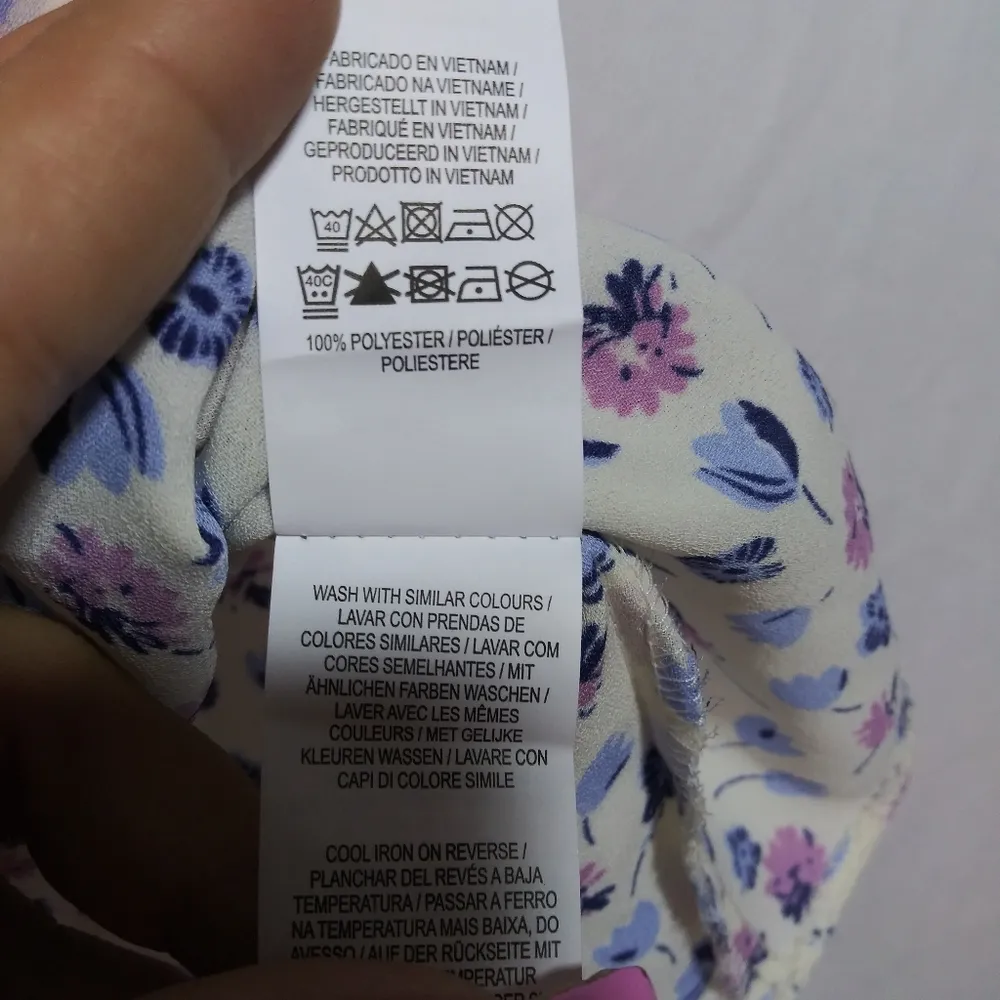 FABRICADO EN VIETNAM /
FABRICADO NA VIETNAME /
HERGESTELLT IN VIETNAM /
FABRIQUÉ EN VIETNAM /
GEPRODUCEERD IN VIETNAM /
PRODOTTO IN VIETNAM
40
40C
100% POLYESTER / POLIÉSTER /
POLIESTERE
WASH WITH SIMILAR COLOURS /
LAVAR CON PRENDAS DE
COLORES SIMILARES / LAVAR COM
CORES SEMELHANTES / MIT
ÄHNLICHEN FARBEN WASCHEN /
LAVER AVEC LES MÊMES
COULEURS / MET GELIJKE
KLEUREN WASSEN / LAVARE CON
CAPI DI COLORE SIMILE
COOL IRON ON REVERSE /
PLANCHAR DEL REVÉS A BAJA
TEMPERATURA / PASSAR A FERRO
NA TEMPERATURA MAIS BAIXA, DO
AVESSO / AUF DER RÜCKSEITE MIT